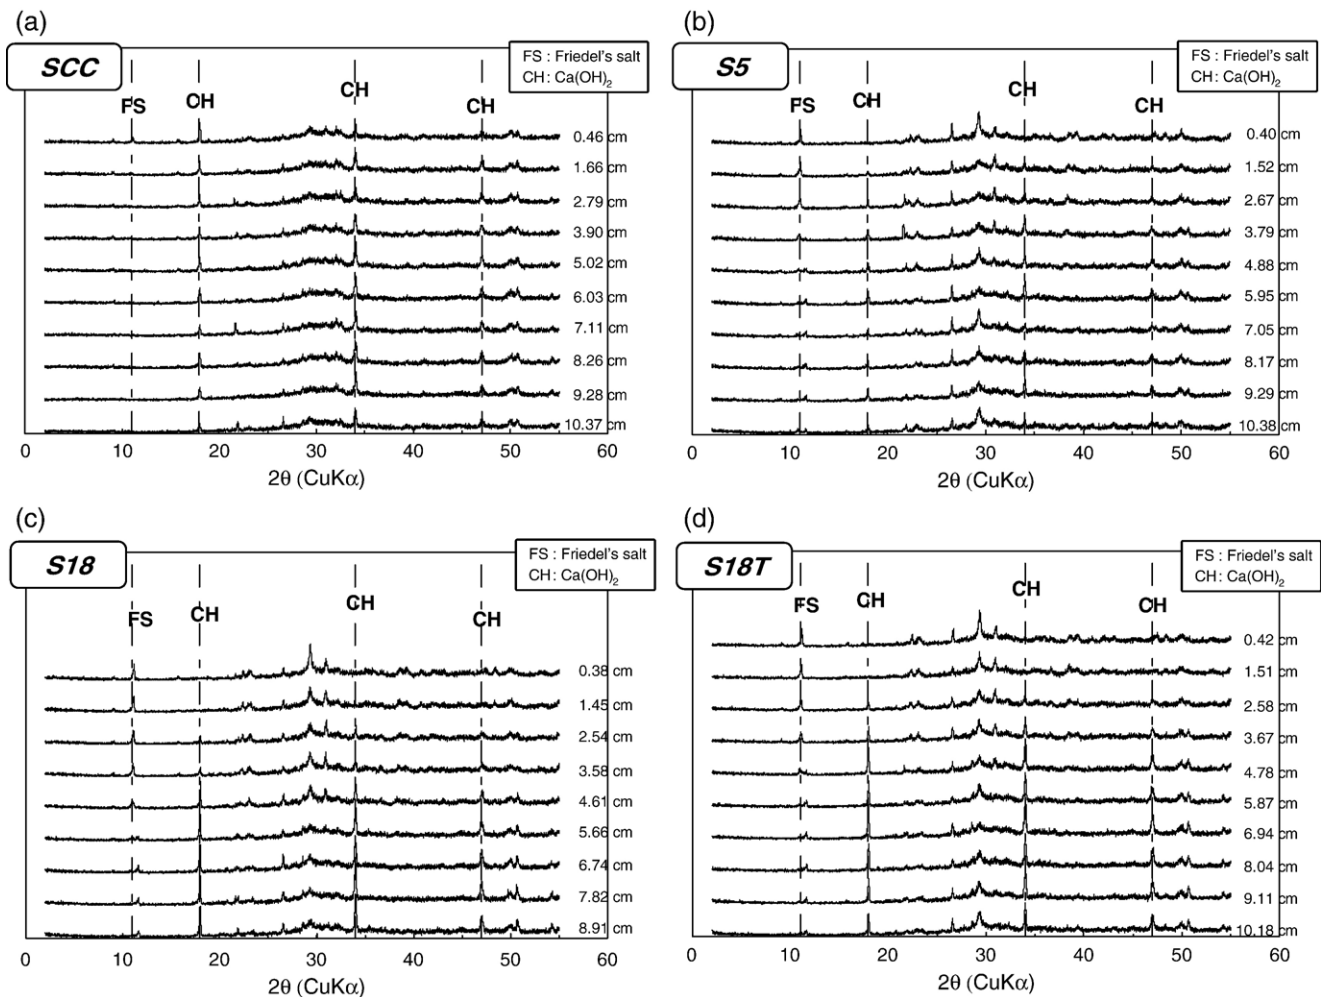 (a)
SCC
FS : Friedel's salt
CH : Ca(OH)2
FS
CH
CH
CH
0.46 cm
1.66 cm
2.79 cm
3.90 cm
5.02 cm
6.03 cm
7.11 cm
8.26 cm
9.28 cm
10.37 cm
0 10 20 30 40 50 60
2θ (CuKα)
(b)
S5
FS : Friedel's salt
CH : Ca(OH)2
FS
CH
CH
CH
0.40 cm
1.52 cm
2.67 cm
3.79 cm
4.88 cm
5.95 cm
7.05 cm
8.17 cm
9.29 cm
10.38 cm
0 10 20 30 40 50 60
2θ (CuKα)
(c)
S18
FS : Friedel's salt
CH : Ca(OH)2
FS
CH
CH
CH
0.38 cm
1.45 cm
2.54 cm
3.58 cm
4.61 cm
5.66 cm
6.74 cm
7.82 cm
8.91 cm
0 10 20 30 40 50 60
2θ (CuKα)
(d)
S18T
FS : Friedel's salt
CH : Ca(OH)2
FS
CH
CH
CH
0.42 cm
1.51 cm
2.58 cm
3.67 cm
4.78 cm
5.87 cm
6.94 cm
8.04 cm
9.11 cm
10.18 cm
0 10 20 30 40 50 60
2θ (CuKα)